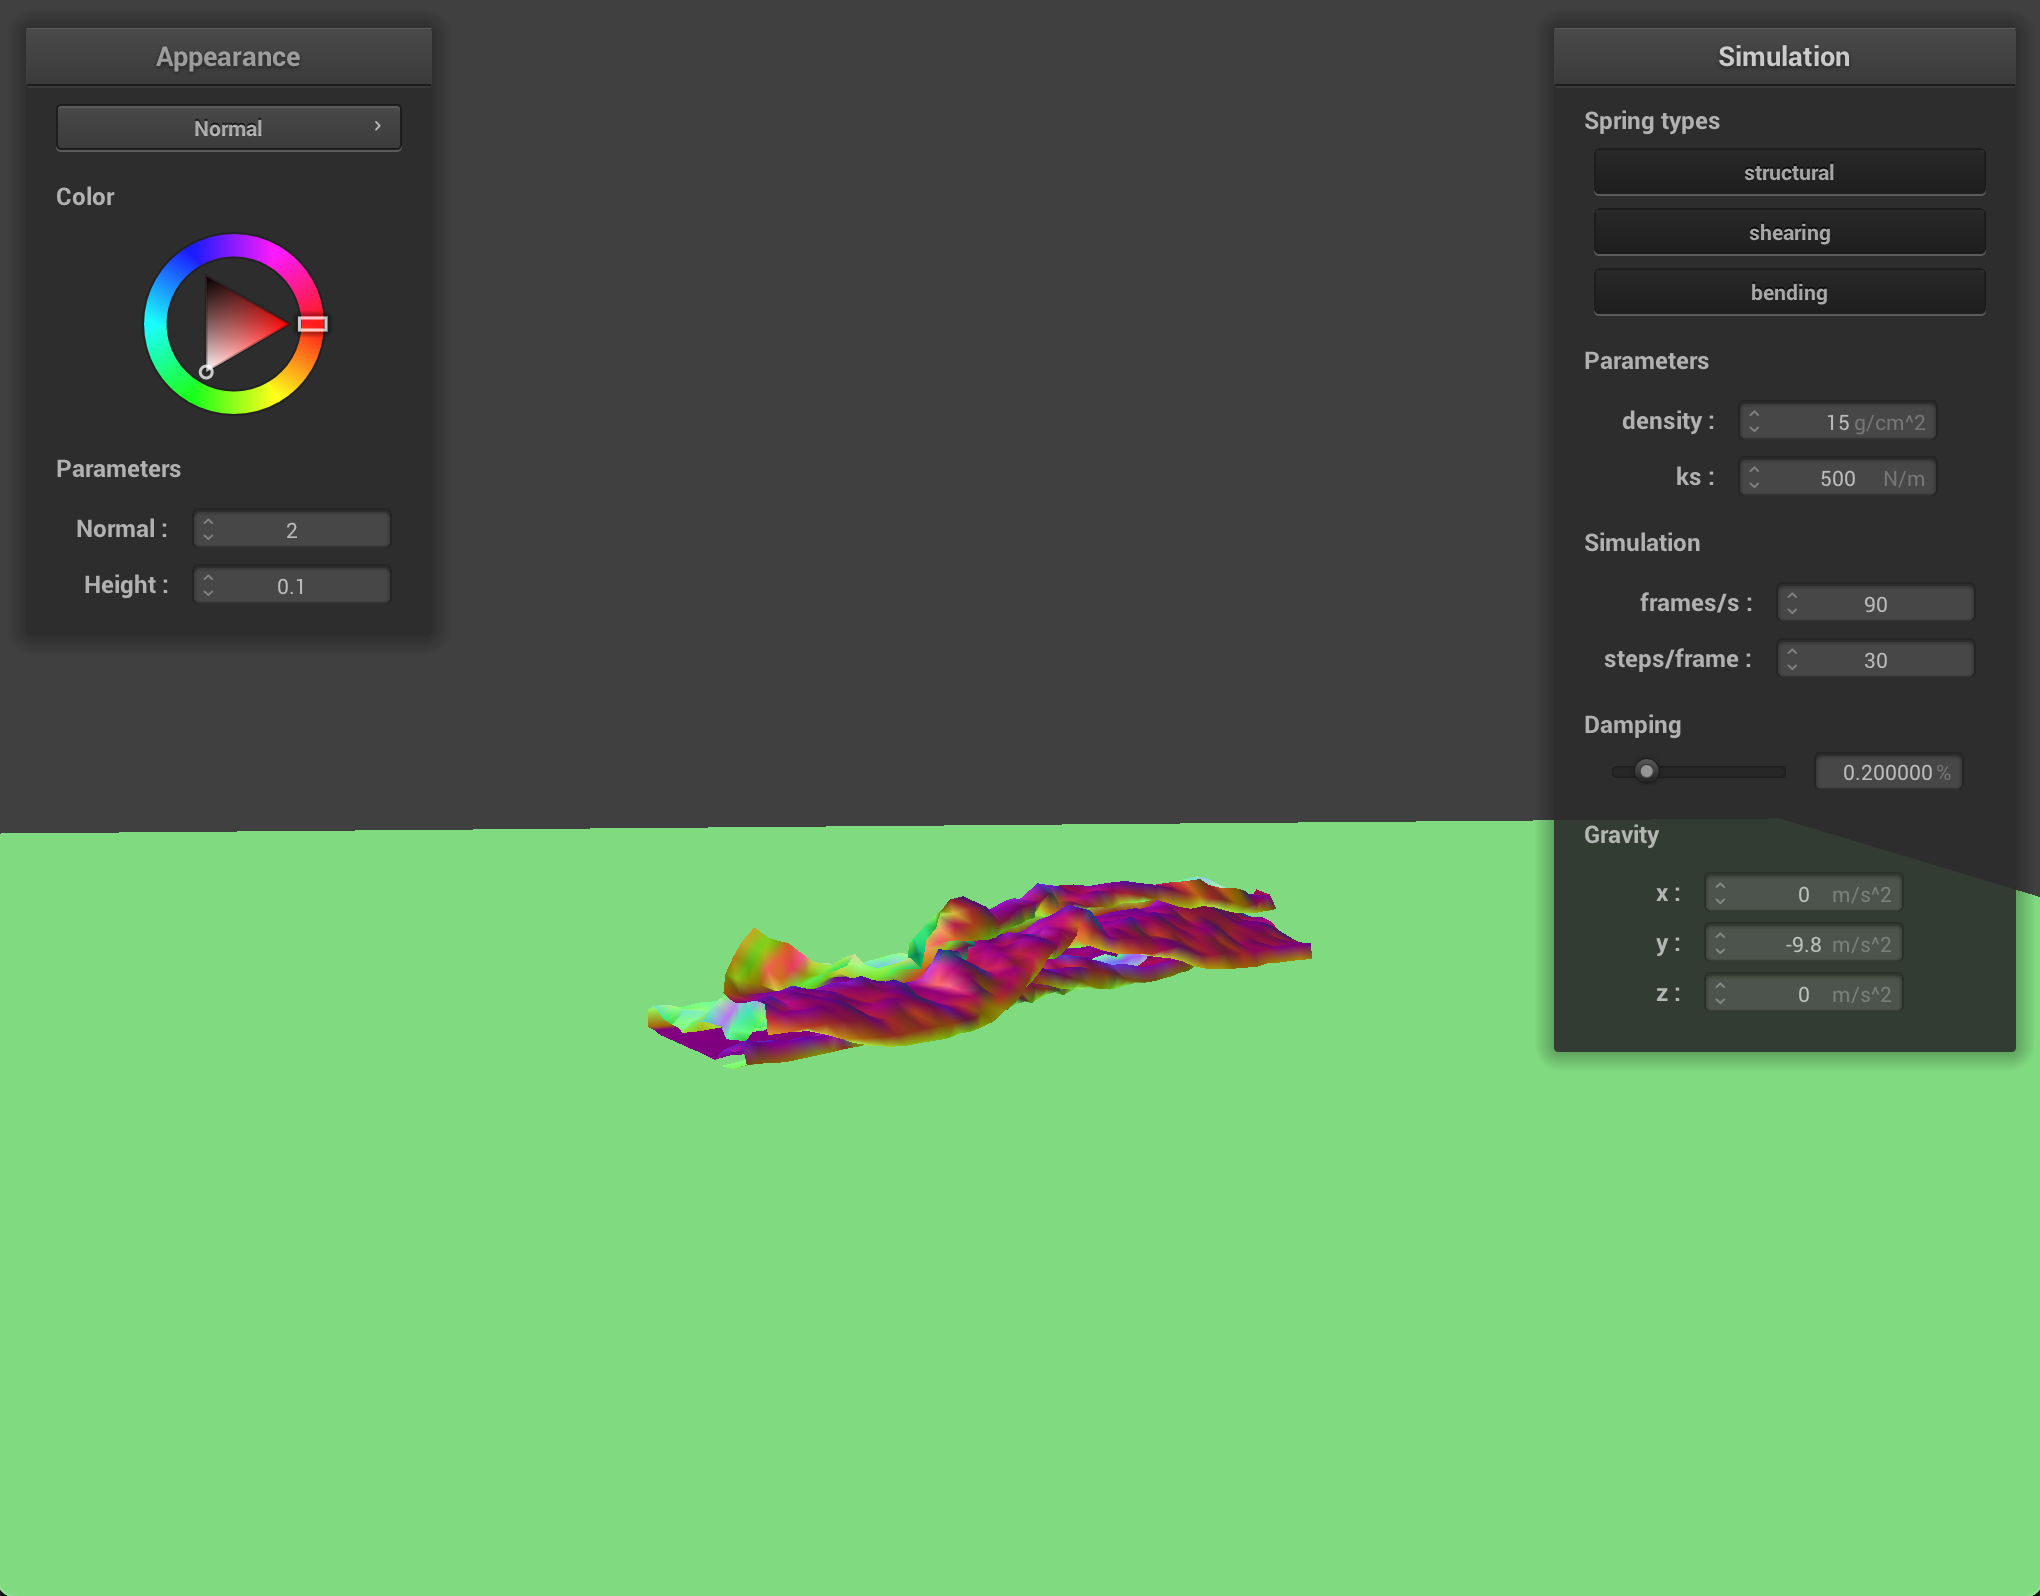 Appearance
Normal
Color
Parameters
Normal : 2
Height : 0.1
Simulation
Spring types
structural
shearing
bending
Parameters
density : 15 g/cm^2
ks : 500 N/m
Simulation
frames/s : 90
steps/frame : 30
Damping
0.200000 %
Gravity
x : 0 m/s^2
y : -9.8 m/s^2
z : 0 m/s^2